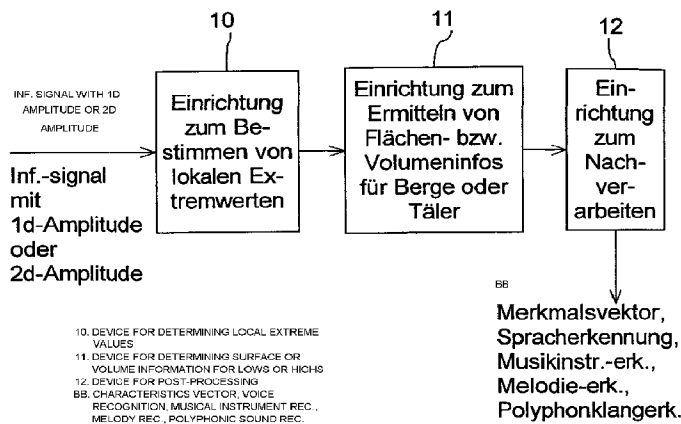 10
11
12
INF. SIGNAL WITH 1D
AMPLITUDE OR 2D
AMPLITUDE
Inf.-signal
mit
1d-Amplitude
oder
2d-Amplitude
Einrichtung
zum Be-
stimmen von
lokalen Ex-
tremwerten
Einrichtung zum
Ermitteln von
Flächen- bzw.
Volumeninfos
für Berge oder
Täler
Ein-
richtung
zum
Nach-
ver-
arbeiten
BB
Merkmalsvektor,
Spracherkennung,
Musikinstr.-erk.,
Melodie-erk.,
Polyphonklangerk.
10. DEVICE FOR DETERMINING LOCAL EXTREME
VALUES
11. DEVICE FOR DETERMINING SURFACE OR
VOLUME INFORMATION FOR LOWS OR HIGHS
12. DEVICE FOR POST-PROCESSING
BB. CHARACTERISTICS VECTOR, VOICE
RECOGNITION, MUSICAL INSTRUMENT REC.,
MELODY REC., POLYPHONIC SOUND REC.